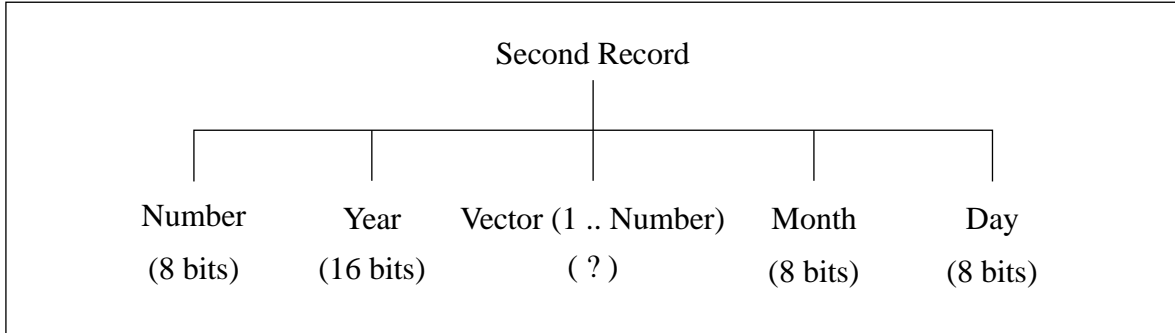 Second Record
Number Year Vector (1 .. Number) Month Day
(8 bits) (16 bits) ( ? ) (8 bits) (8 bits)